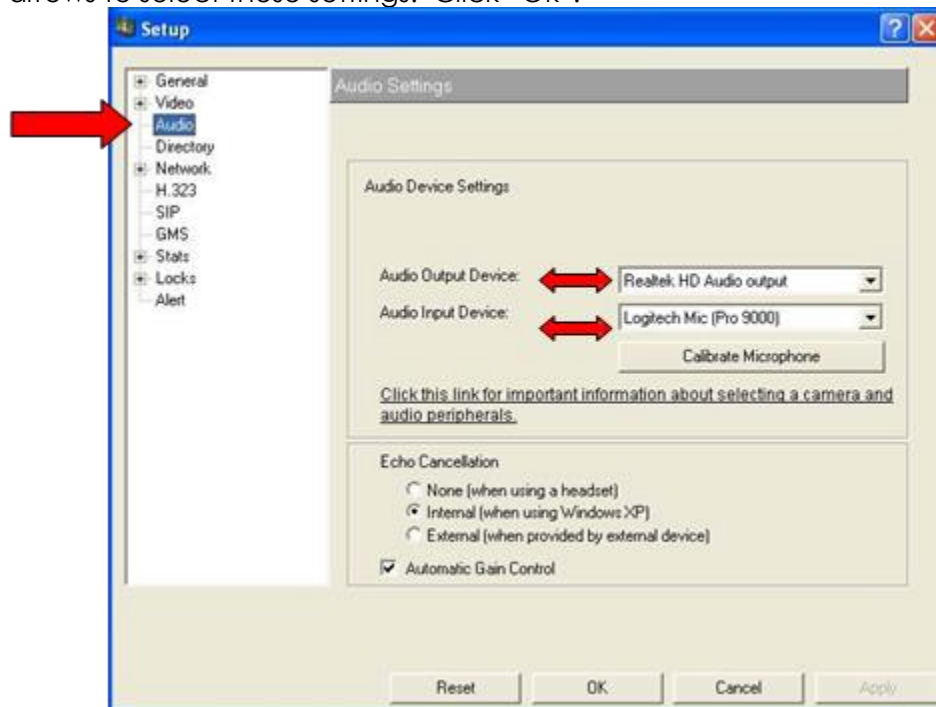 arrows to select these settings. Click "OK".
Setup
General
Video
Audio
Directory
Network
H.323
SIP
GMS
Stats
Locks
Alert
Audio Settings
Audio Device Settings
Audio Output Device:
Realtek HD Audio output
Audio Input Device:
Logitech Mic (Pro 9000)
Calibrate Microphone
Click this link for important information about selecting a camera and
audio peripherals.
Echo Cancellation
None (when using a headset)
Internal (when using Windows XP)
External (when provided by external device)
Automatic Gain Control
Reset
OK
Cancel
Apply